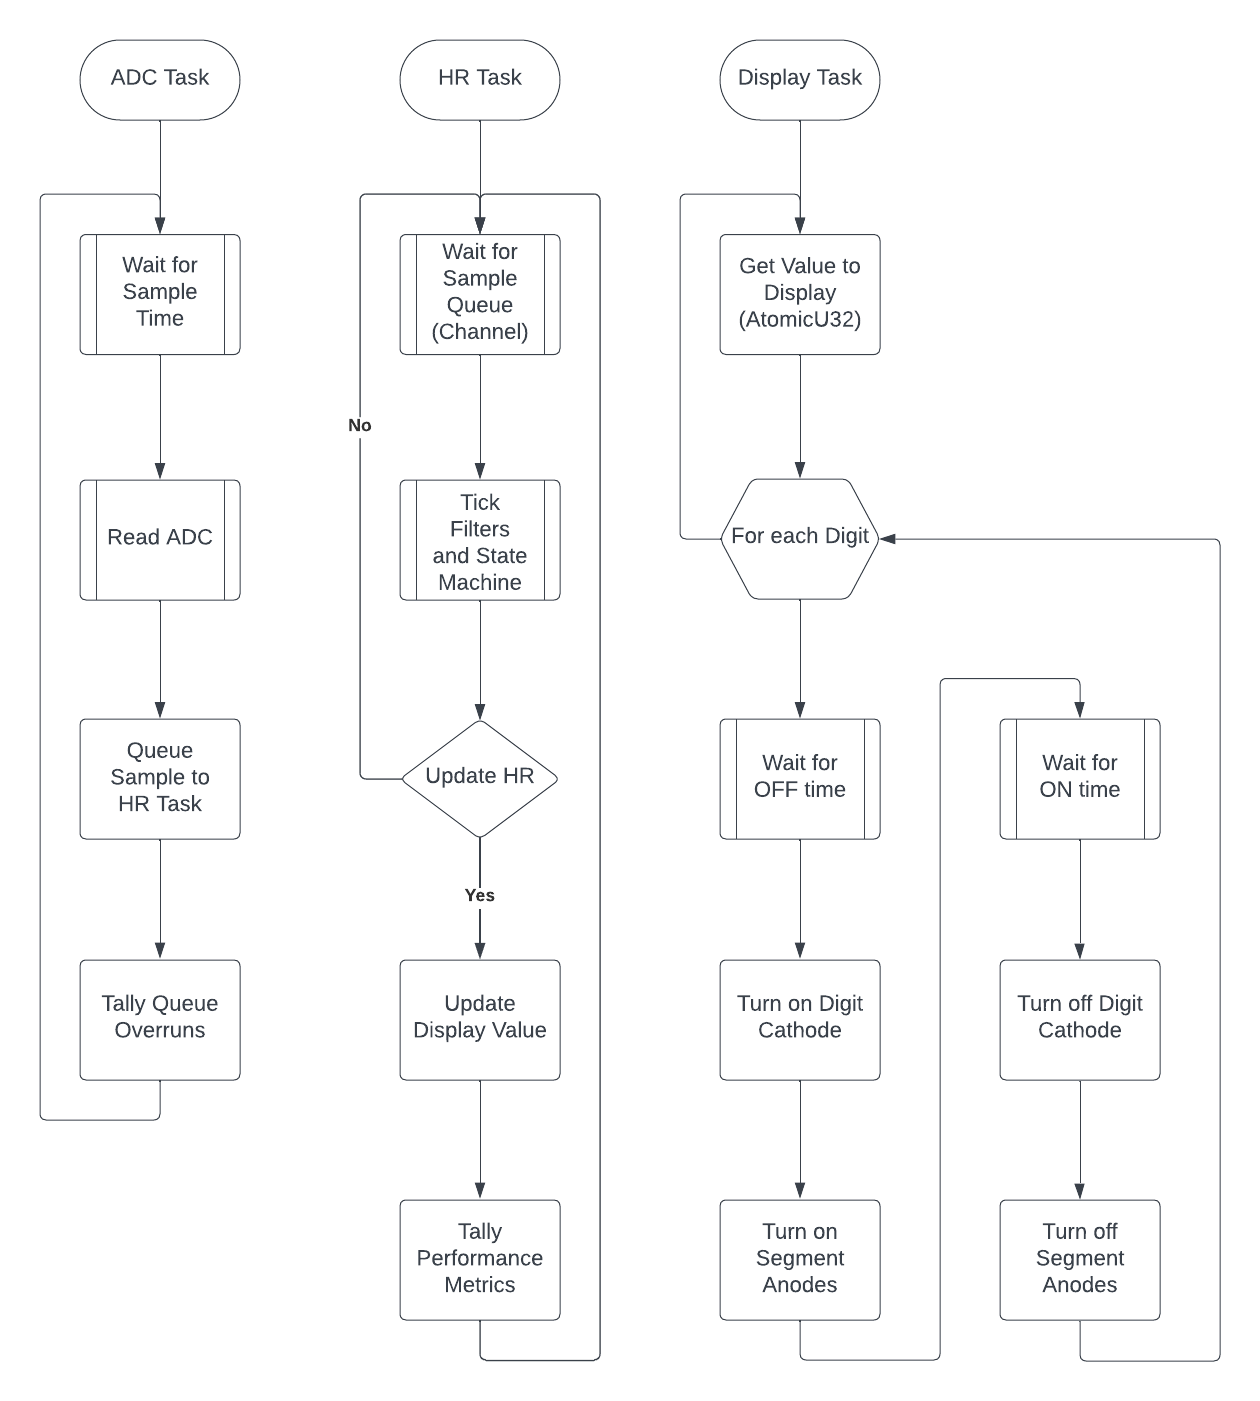 ADC Task
Wait for
Sample
Time
Read ADC
Queue
Sample to
HR Task
Tally Queue
Overruns
HR Task
Wait for
Sample
Queue
(Channel)
No
Tick
Filters
and State
Machine
Update HR
Yes
Update
Display Value
Tally
Performance
Metrics
Display Task
Get Value to
Display
(AtomicU32)
For each Digit
Wait for
OFF time
Turn on Digit
Cathode
Turn on
Segment
Anodes
Wait for
ON time
Turn off Digit
Cathode
Turn off
Segment
Anodes